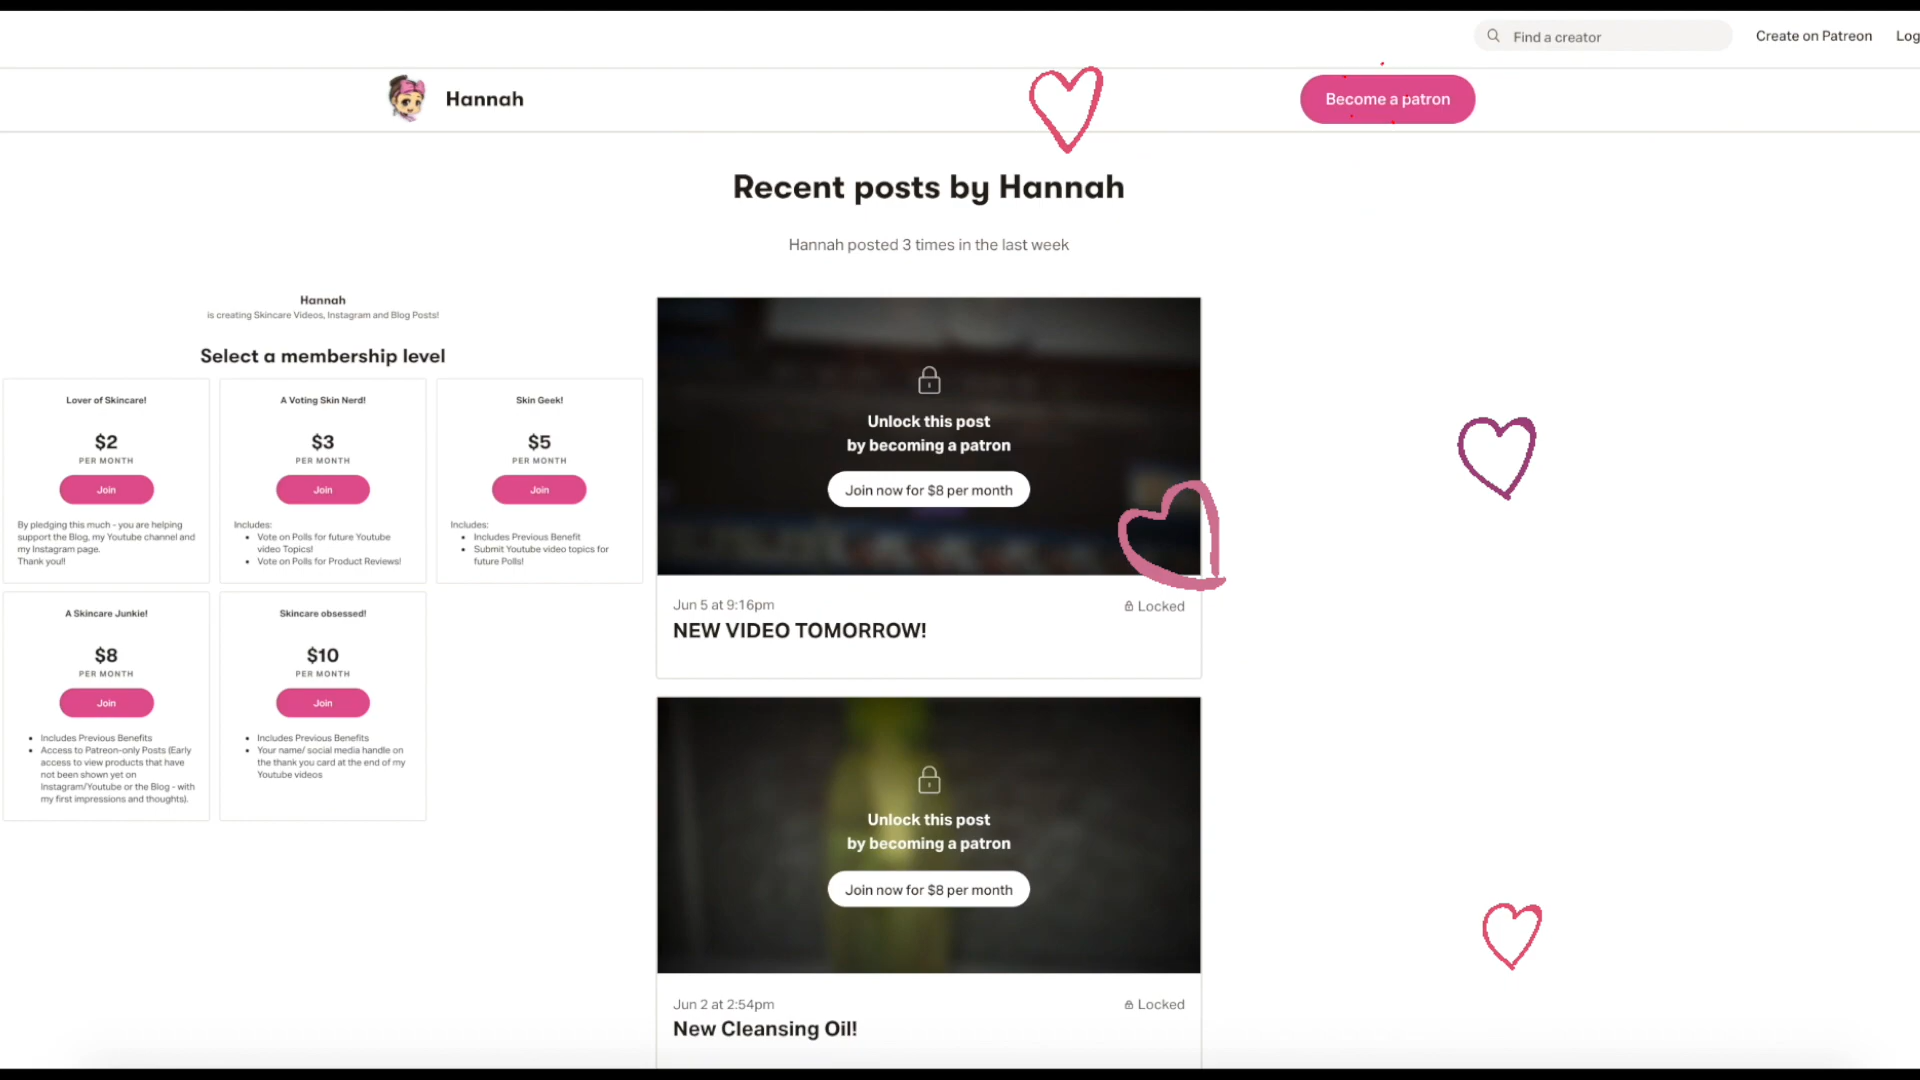 Find a creator
Create on Patreon
Log
Hannah
Become a patron
Recent posts by Hannah
Hannah posted 3 times in the last week
Hannah
is creating Skincare Videos, Instagram and Blog Posts!
Select a membership level
Lover of Skincare!
$2
PER MONTH
Join
By pledging this much - you are helping
support the Blog, my Youtube channel and
my Instagram page.
Thank you!!
A Voting Skin Nerd!
$3
PER MONTH
Join
Includes:
Vote on Polls for future Youtube
video Topics!
Vote on Polls for Product Reviews!
Skin Geek!
$5
PER MONTH
Join
Includes:
Includes Previous Benefit
Submit Youtube video topics for
future Polls!
A Skincare Junkie!
$8
PER MONTH
Join
Includes Previous Benefits
Access to Patreon-only Posts (Early
access to view products that have
not been shown yet on
Instagram/Youtube or the Blog - with
my first impressions and thoughts).
Skincare obsessed!
$10
PER MONTH
Join
Includes Previous Benefits
Your name/ social media handle on
the thank you card at the end of my
Youtube videos
Unlock this post
by becoming a patron
Join now for $8 per month
Jun 5 at 9:16pm
Locked
NEW VIDEO TOMORROW!
Unlock this post
by becoming a patron
Join now for $8 per month
Jun 2 at 2:54pm
Locked
New Cleansing Oil!